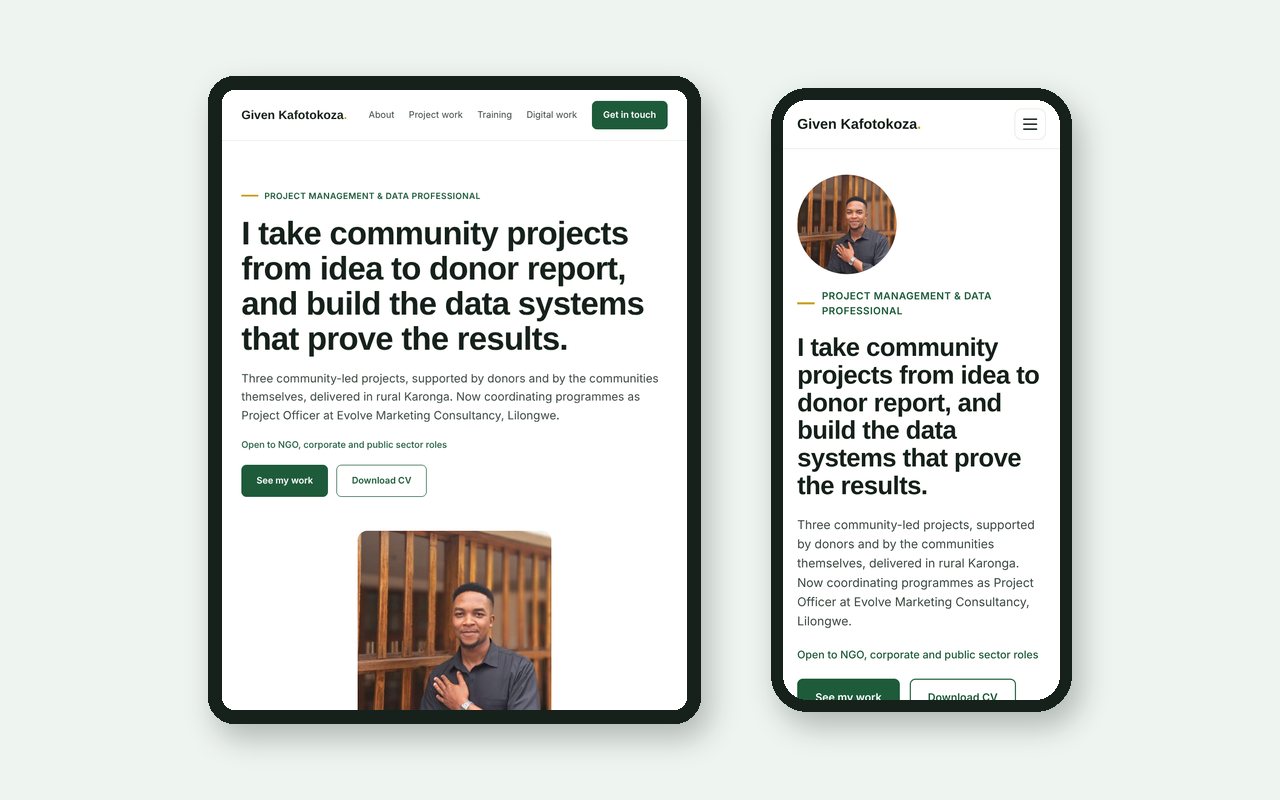 Given Kafotokoza.
About
Project work
Training
Digital work
Get in touch
PROJECT MANAGEMENT & DATA PROFESSIONAL
I take community projects
from idea to donor report,
and build the data systems
that prove the results.
Three community-led projects, supported by donors and by the communities
themselves, delivered in rural Karonga. Now coordinating programmes as
Project Officer at Evolve Marketing Consultancy, Lilongwe.
Open to NGO, corporate and public sector roles
See my work
Download CV
Given Kafotokoza.
PROJECT MANAGEMENT & DATA
PROFESSIONAL
I take community
projects from idea to
donor report, and
build the data
systems that prove
the results.
Three community-led projects, supported
by donors and by the communities
themselves, delivered in rural Karonga.
Now coordinating programmes as Project
Officer at Evolve Marketing Consultancy,
Lilongwe.
Open to NGO, corporate and public sector roles
See my work
Download CV